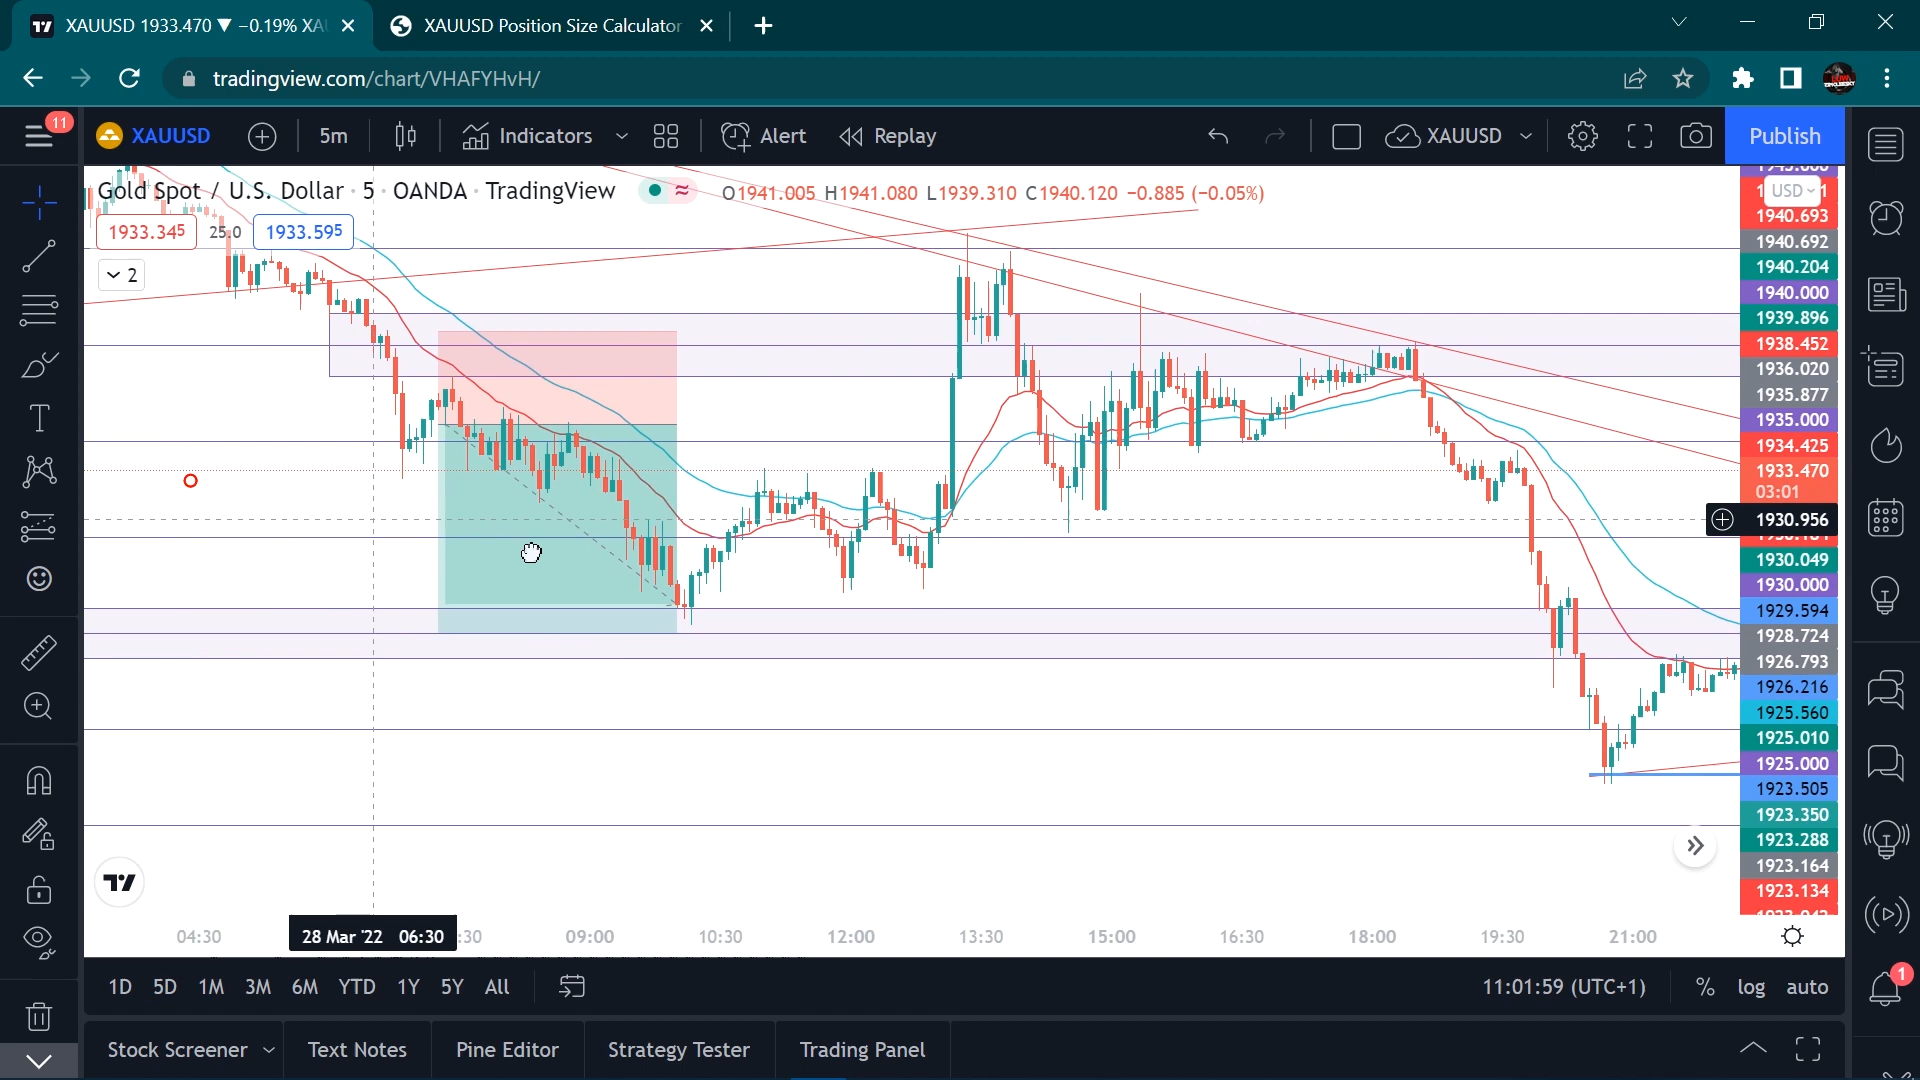 XAUUSD 1933.470 ▼ −0.19% XAU
XAUUSD Position Size Calculator
tradingview.com/chart/VHAFYHvH/
11
XAUUSD
5m
Indicators
Alert
Replay
XAUUSD
Publish
Gold Spot / U.S. Dollar · 5 · OANDA · TradingView
O1941.005 H1941.080 L1939.310 C1940.120 −0.885 (−0.05%)
1933.345
25.0
1933.595
2
USD
1940.693
1940.692
1940.204
1940.000
1939.896
1938.452
1936.020
1935.877
1935.000
1934.425
1933.470
03:01
1930.956
1930.049
1930.000
1929.594
1928.724
1926.793
1926.216
1925.560
1925.010
1925.000
1923.505
1923.350
1923.288
1923.164
1923.134
04:30
28 Mar '22 06:30
:30
09:00
10:30
12:00
13:30
15:00
16:30
18:00
19:30
21:00
1D 5D 1M 3M 6M YTD 1Y 5Y All
11:01:59 (UTC+1)
% log auto
1
Stock Screener
Text Notes
Pine Editor
Strategy Tester
Trading Panel